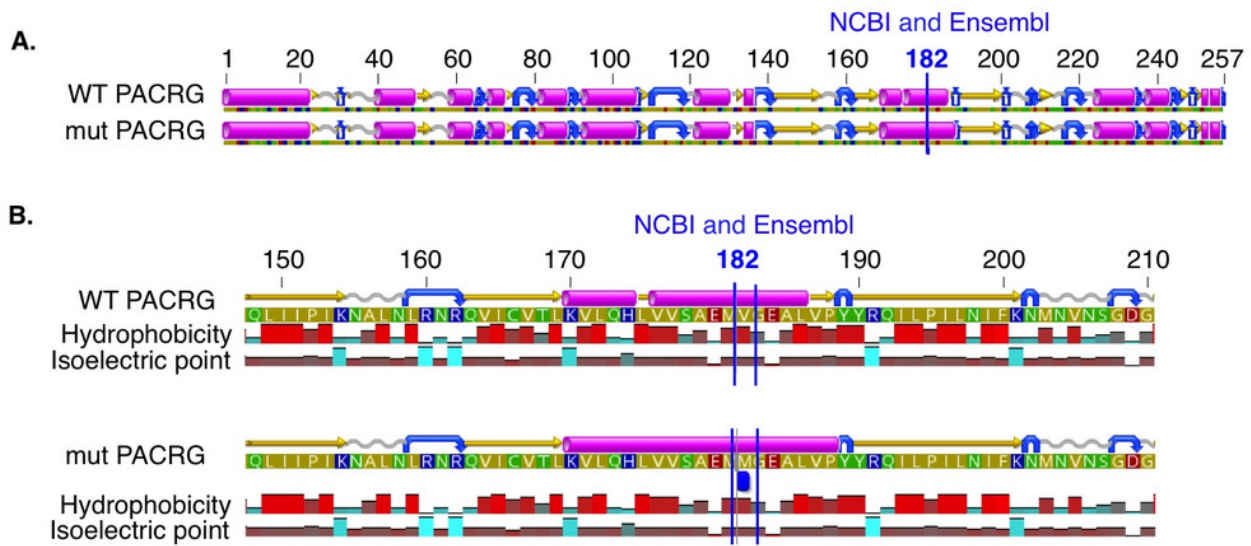 NCBI and Ensembl
A.
1 20 40 60 80 100 120 140 160 182 200 220 240 257
WT PACRG
mut PACRG
B.
NCBI and Ensembl
150 160 170 182 190 200 210
WT PACRG
QLIIPIKNALNLRNRQVICVTLKVLQHLVVSAEMVGEALVPYYRQILPILNIFKNMNVNSGDG
Hydrophobicity
Isoelectric point
mut PACRG
QLIIPIKNALNLRNRQVICVTLKVLQHLVVSAEMMGEALVPYYRQILPILNIFKNMNVNSGDG
Hydrophobicity
Isoelectric point